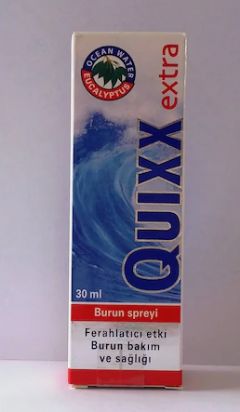 OCEAN WATER
EUCALYPTUS
QUIXX extra
30 ml
Burun spreyi
Ferahlatıcı etki
Burun bakım
ve sağlığı